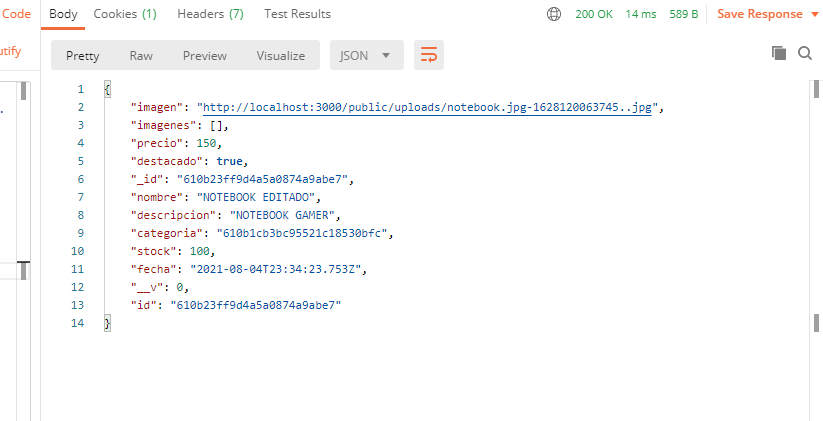 Code Body Cookies (1) Headers (7) Test Results 200 OK 14 ms 589 B Save Response
utify Pretty Raw Preview Visualize JSON
1 {
2 "imagen": "http://localhost:3000/public/uploads/notebook.jpg-1628120063745..jpg",
3 "imagenes": [],
4 "precio": 150,
5 "destacado": true,
6 "_id": "610b23ff9d4a5a0874a9abe7",
7 "nombre": "NOTEBOOK EDITADO",
8 "descripcion": "NOTEBOOK GAMER",
9 "categoria": "610b1cb3bc95521c18530bfc",
10 "stock": 100,
11 "fecha": "2021-08-04T23:34:23.753Z",
12 "__v": 0,
13 "id": "610b23ff9d4a5a0874a9abe7"
14 }